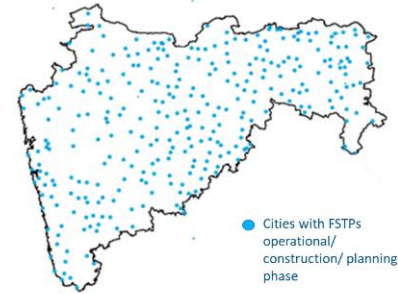 Cities with FSTPs
operational/
construction/ planning
phase